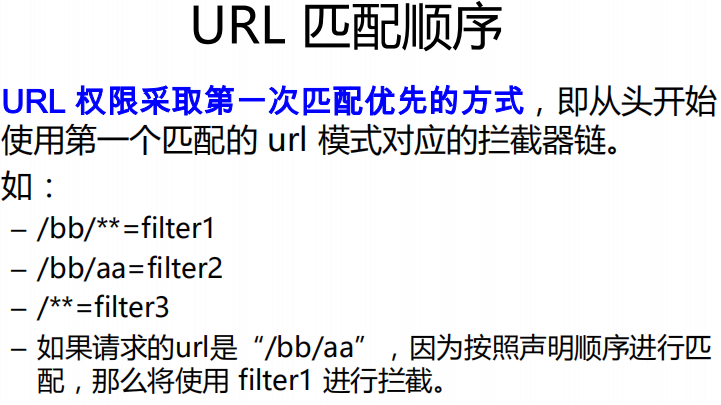 URL 匹配顺序
URL 权限采取第一次匹配优先的方式，即从头开始
使用第一个匹配的 url 模式对应的拦截器链。
如：
– /bb/**=filter1
– /bb/aa=filter2
– /**=filter3
– 如果请求的url是“/bb/aa”，因为按照声明顺序进行匹
配，那么将使用 filter1 进行拦截。